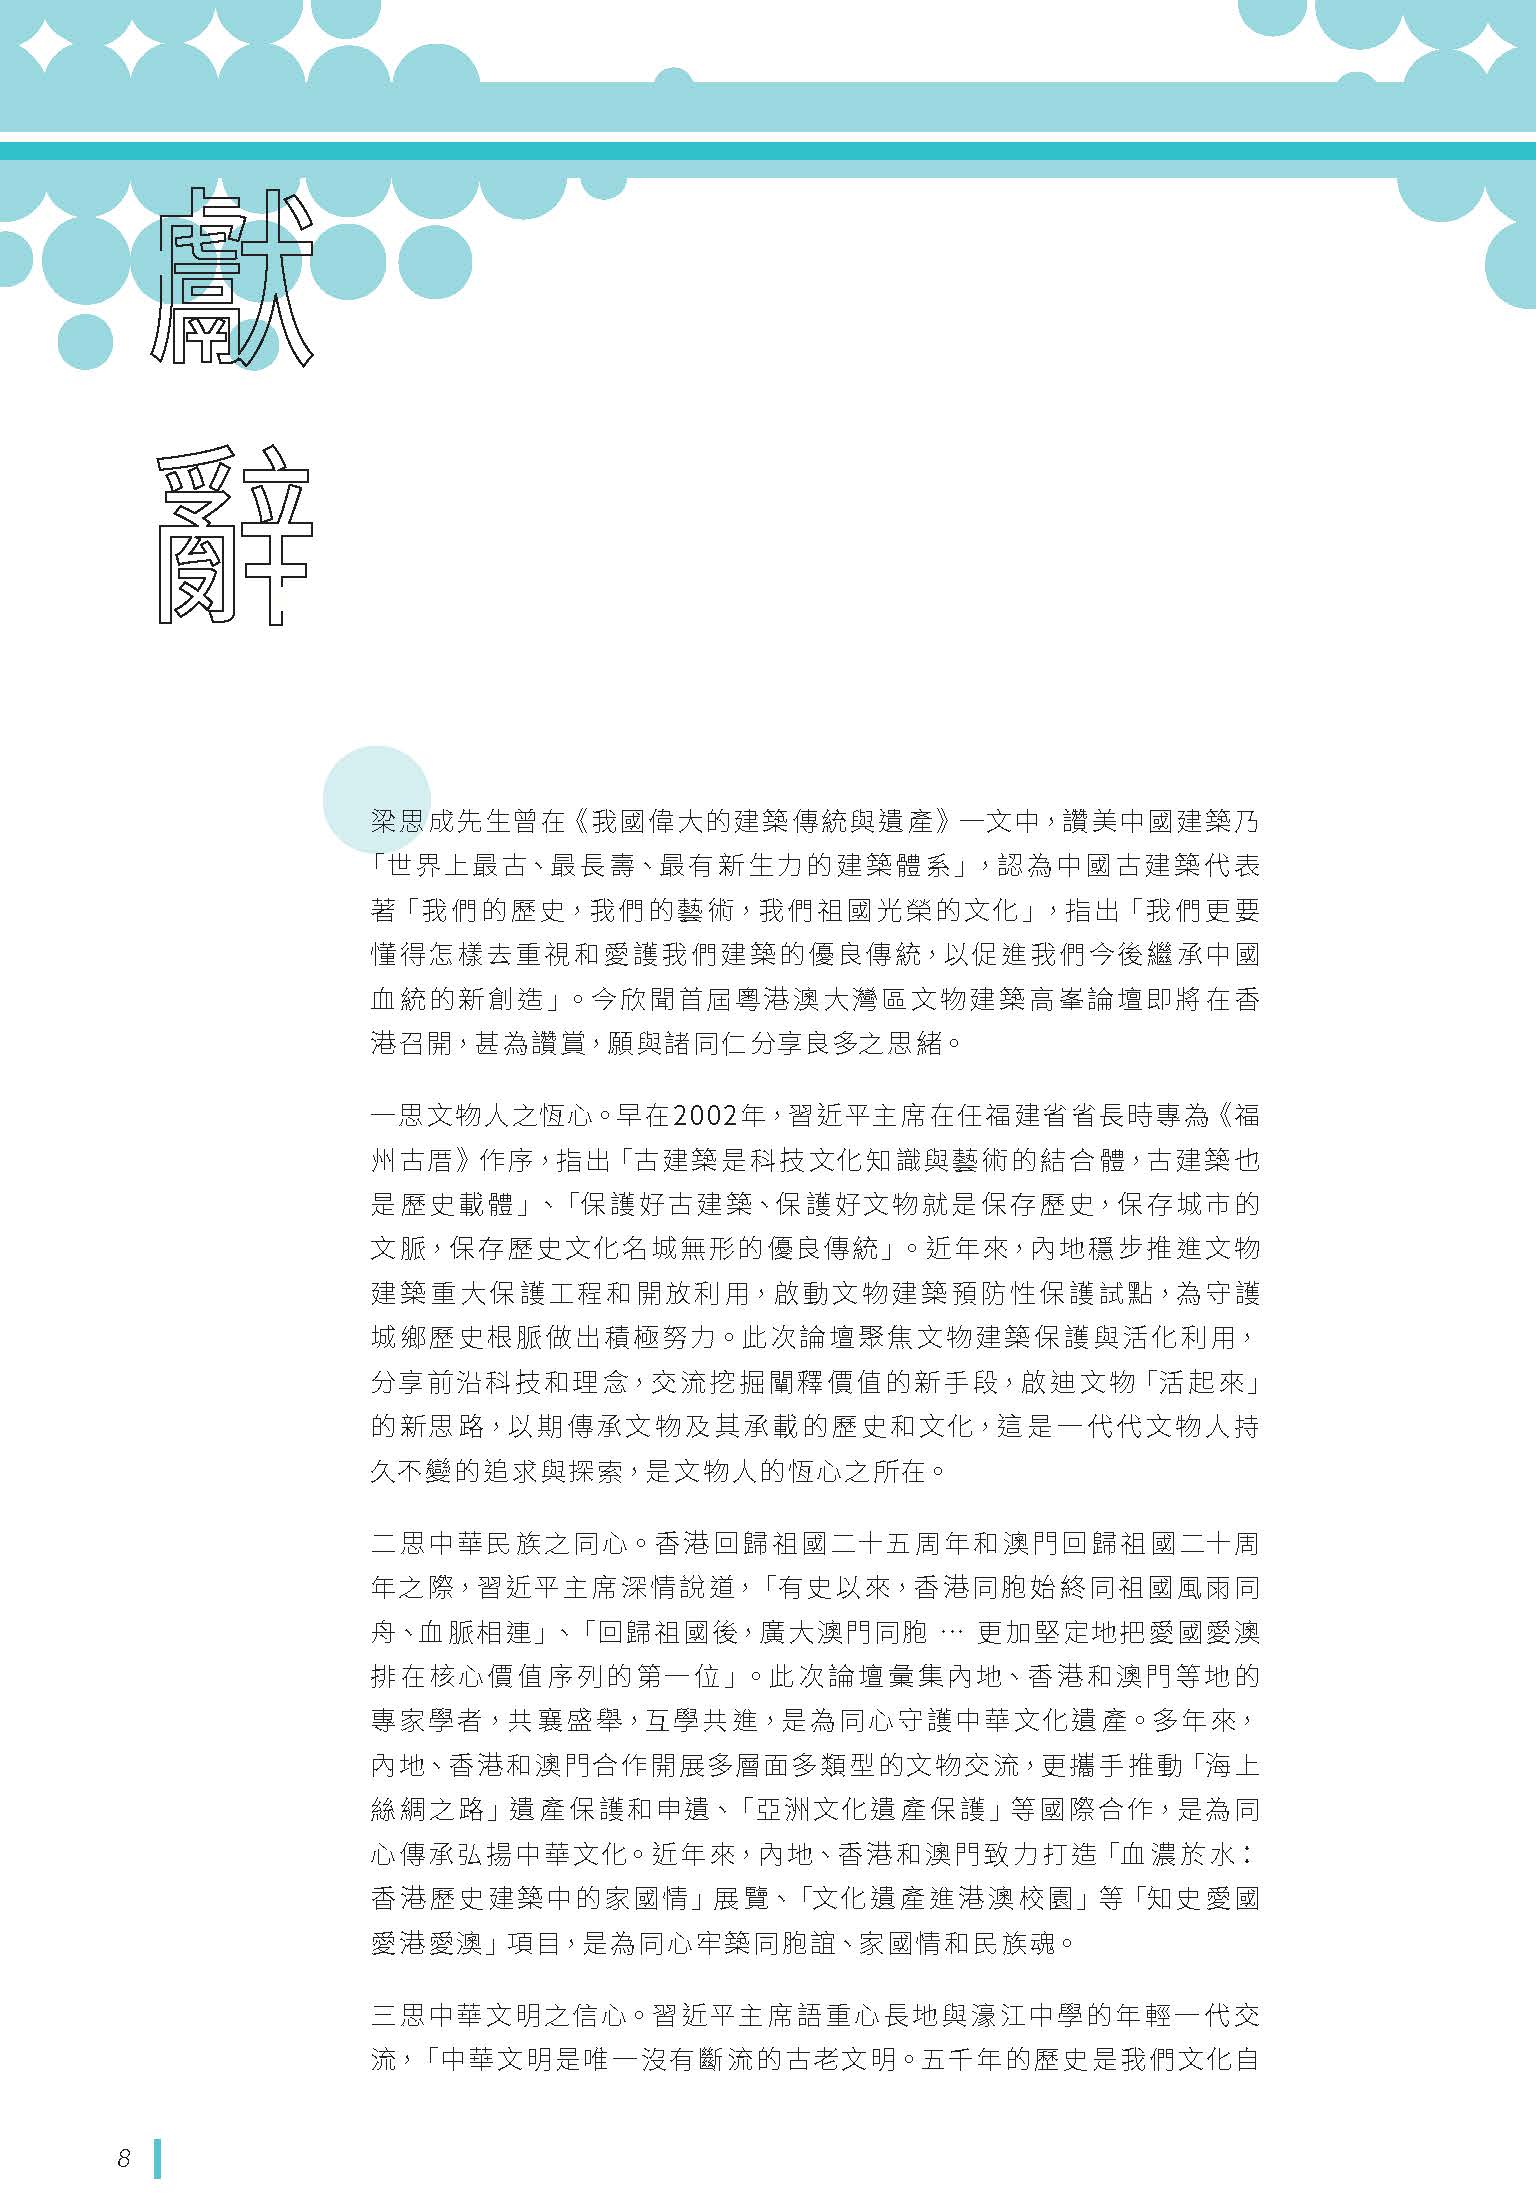 獻
辭
梁思成先生曾在《我國偉大的建築傳統與遺產》一文中，讚美中國建築乃
「世界上最古、最長壽、最有新生力的建築體系」，認為中國古建築代表
著「我們的歷史，我們的藝術，我們祖國光榮的文化」，指出「我們更要
懂得怎樣去重視和愛護我們建築的優良傳統，以促進我們今後繼承中國
血統的新創造」。今欣聞首屆粵港澳大灣區文物建築高峯論壇即將在香
港召開，甚為讚賞，願與諸同仁分享良多之思緒。
一思文物人之恆心。早在2002年，習近平主席在任福建省省長時專為《福
州古厝》作序，指出「古建築是科技文化知識與藝術的結合體，古建築也
是歷史載體」、「保護好古建築、保護好文物就是保存歷史，保存城市的
文脈，保存歷史文化名城無形的優良傳統」。近年來，內地穩步推進文物
建築重大保護工程和開放利用，啟動文物建築預防性保護試點，為守護
城鄉歷史根脈做出積極努力。此次論壇聚焦文物建築保護與活化利用，
分享前沿科技和理念，交流挖掘闡釋價值的新手段，啟迪文物「活起來」
的新思路，以期傳承文物及其承載的歷史和文化，這是一代代文物人持
久不變的追求與探索，是文物人的恆心之所在。
二思中華民族之同心。香港回歸祖國二十五周年和澳門回歸祖國二十周
年之際，習近平主席深情說道，「有史以來，香港同胞始終同祖國風雨同
舟、血脈相連」、「回歸祖國後，廣大澳門同胞 … 更加堅定地把愛國愛澳
排在核心價值序列的第一位」。此次論壇彙集內地、香港和澳門等地的
專家學者，共襄盛舉，互學共進，是為同心守護中華文化遺產。多年來，
內地、香港和澳門合作開展多層面多類型的文物交流，更攜手推動「海上
絲綢之路」遺產保護和申遺、「亞洲文化遺產保護」等國際合作，是為同
心傳承弘揚中華文化。近年來，內地、香港和澳門致力打造「血濃於水：
香港歷史建築中的家國情」展覽、「文化遺產進港澳校園」等「知史愛國
愛港愛澳」項目，是為同心牢築同胞誼、家國情和民族魂。
三思中華文明之信心。習近平主席語重心長地與濠江中學的年輕一代交
流，「中華文明是唯一沒有斷流的古老文明。五千年的歷史是我們文化自
8